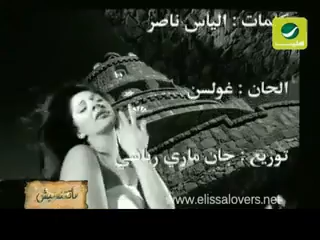 كلمات : الياس ناصر
الحان : غولسن
توزيع : جان ماري رياشي
www.elissalovers.net